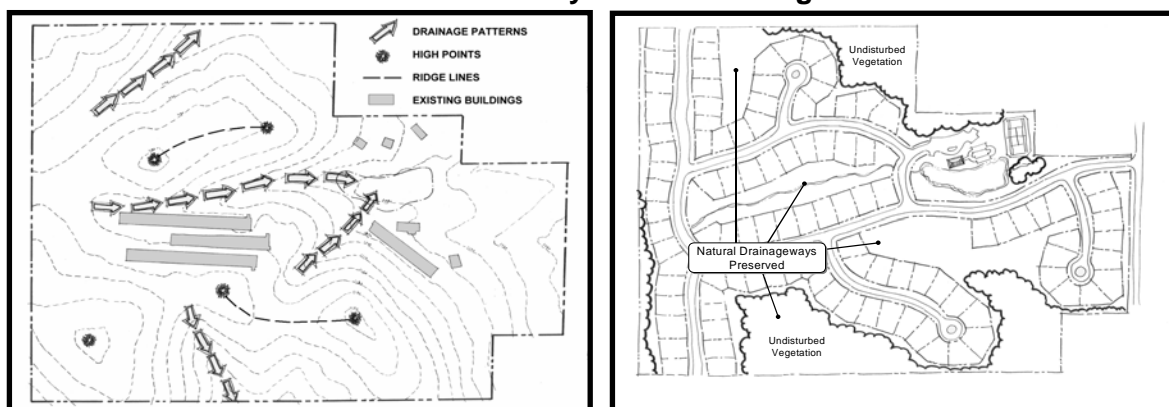 DRAINAGE PATTERNS
HIGH POINTS
RIDGE LINES
EXISTING BUILDINGS
Undisturbed
Vegetation
Natural Drainageways
Preserved
Undisturbed
Vegetation